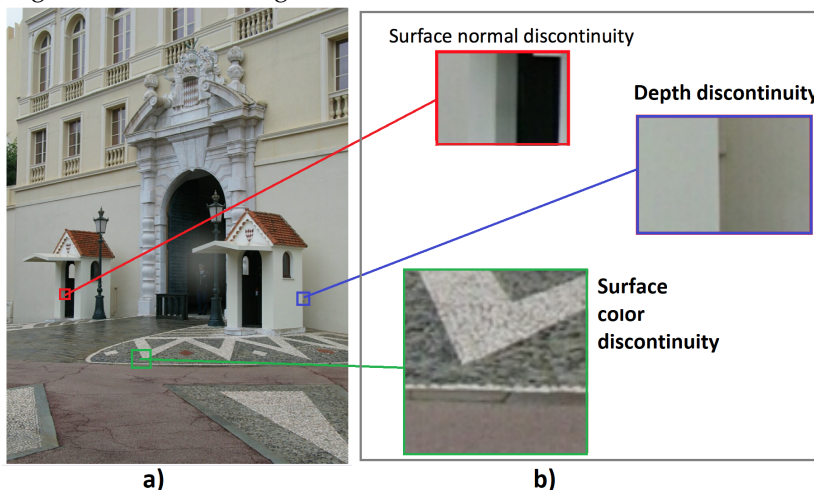 Surface normal discontinuity
Depth discontinuity
Surface
color
discontinuity
a)
b)